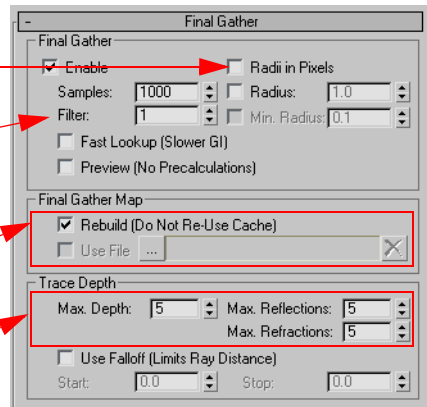 - Final Gather
Final Gather
Enable Radii in Pixels
Samples: 1000 Radius: 1.0
Filter: 1 Min. Radius: 0.1
Fast Lookup (Slower GI)
Preview (No Precalculations)
Final Gather Map
Rebuild (Do Not Re-Use Cache)
Use File ...
Trace Depth
Max. Depth: 5 Max. Reflections: 5
Max. Refractions: 5
Use Falloff (Limits Ray Distance)
Start: 0.0 Stop: 0.0